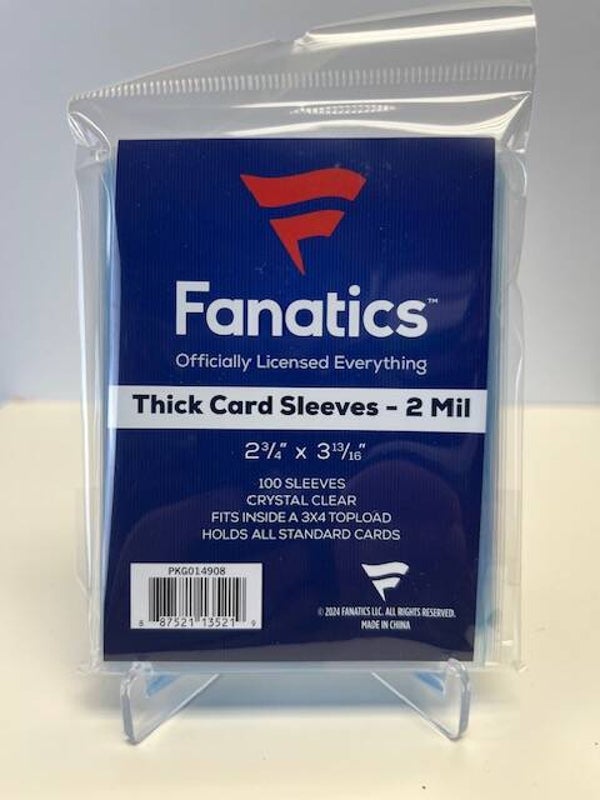 Fanatics™
Officially Licensed Everything
Thick Card Sleeves - 2 Mil
2¾" x 3¹³⁄₁₆"
100 SLEEVES
CRYSTAL CLEAR
FITS INSIDE A 3X4 TOPLOAD
HOLDS ALL STANDARD CARDS
PKG014908
8 87521 13521 9
© 2024 FANATICS LLC. ALL RIGHTS RESERVED.
MADE IN CHINA